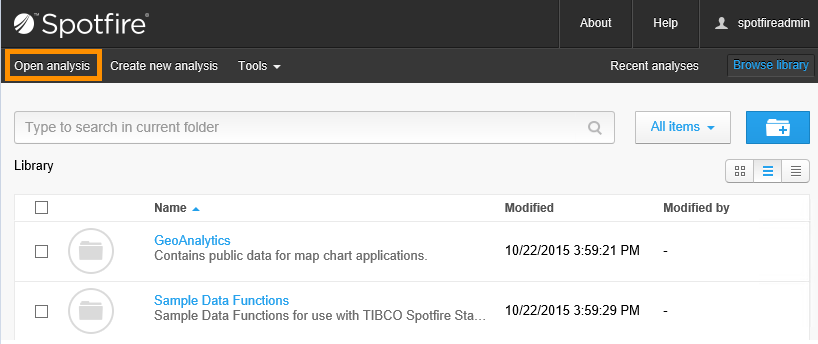 Spotfire®
About
Help
spotfireadmin
Open analysis
Create new analysis
Tools
Recent analyses
Browse library
Type to search in current folder
All items
Library
Name
Modified
Modified by
GeoAnalytics
Contains public data for map chart applications.
10/22/2015 3:59:21 PM
-
Sample Data Functions
Sample Data Functions for use with TIBCO Spotfire Sta…
10/22/2015 3:59:29 PM
-